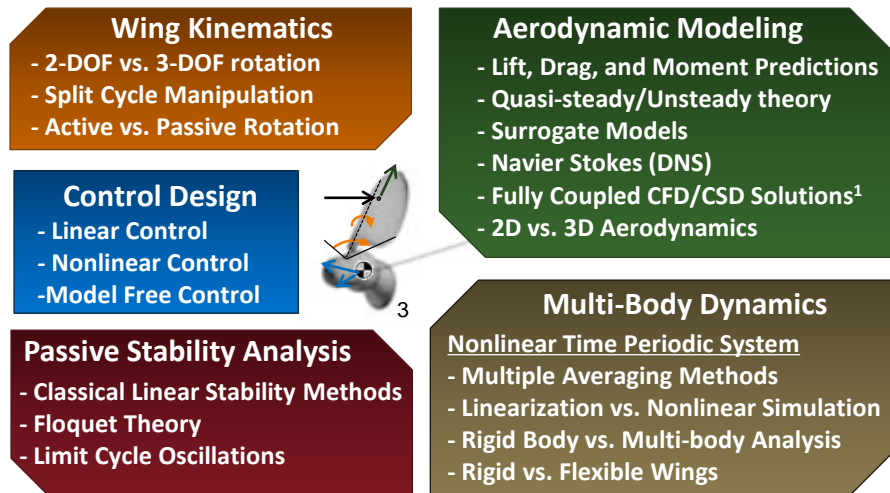 Wing Kinematics
- 2-DOF vs. 3-DOF rotation
- Split Cycle Manipulation
- Active vs. Passive Rotation
Aerodynamic Modeling
- Lift, Drag, and Moment Predictions
- Quasi-steady/Unsteady theory
- Surrogate Models
- Navier Stokes (DNS)
- Fully Coupled CFD/CSD Solutions¹
- 2D vs. 3D Aerodynamics
Control Design
- Linear Control
- Nonlinear Control
-Model Free Control
3
Passive Stability Analysis
- Classical Linear Stability Methods
- Floquet Theory
- Limit Cycle Oscillations
Multi-Body Dynamics
Nonlinear Time Periodic System
- Multiple Averaging Methods
- Linearization vs. Nonlinear Simulation
- Rigid Body vs. Multi-body Analysis
- Rigid vs. Flexible Wings